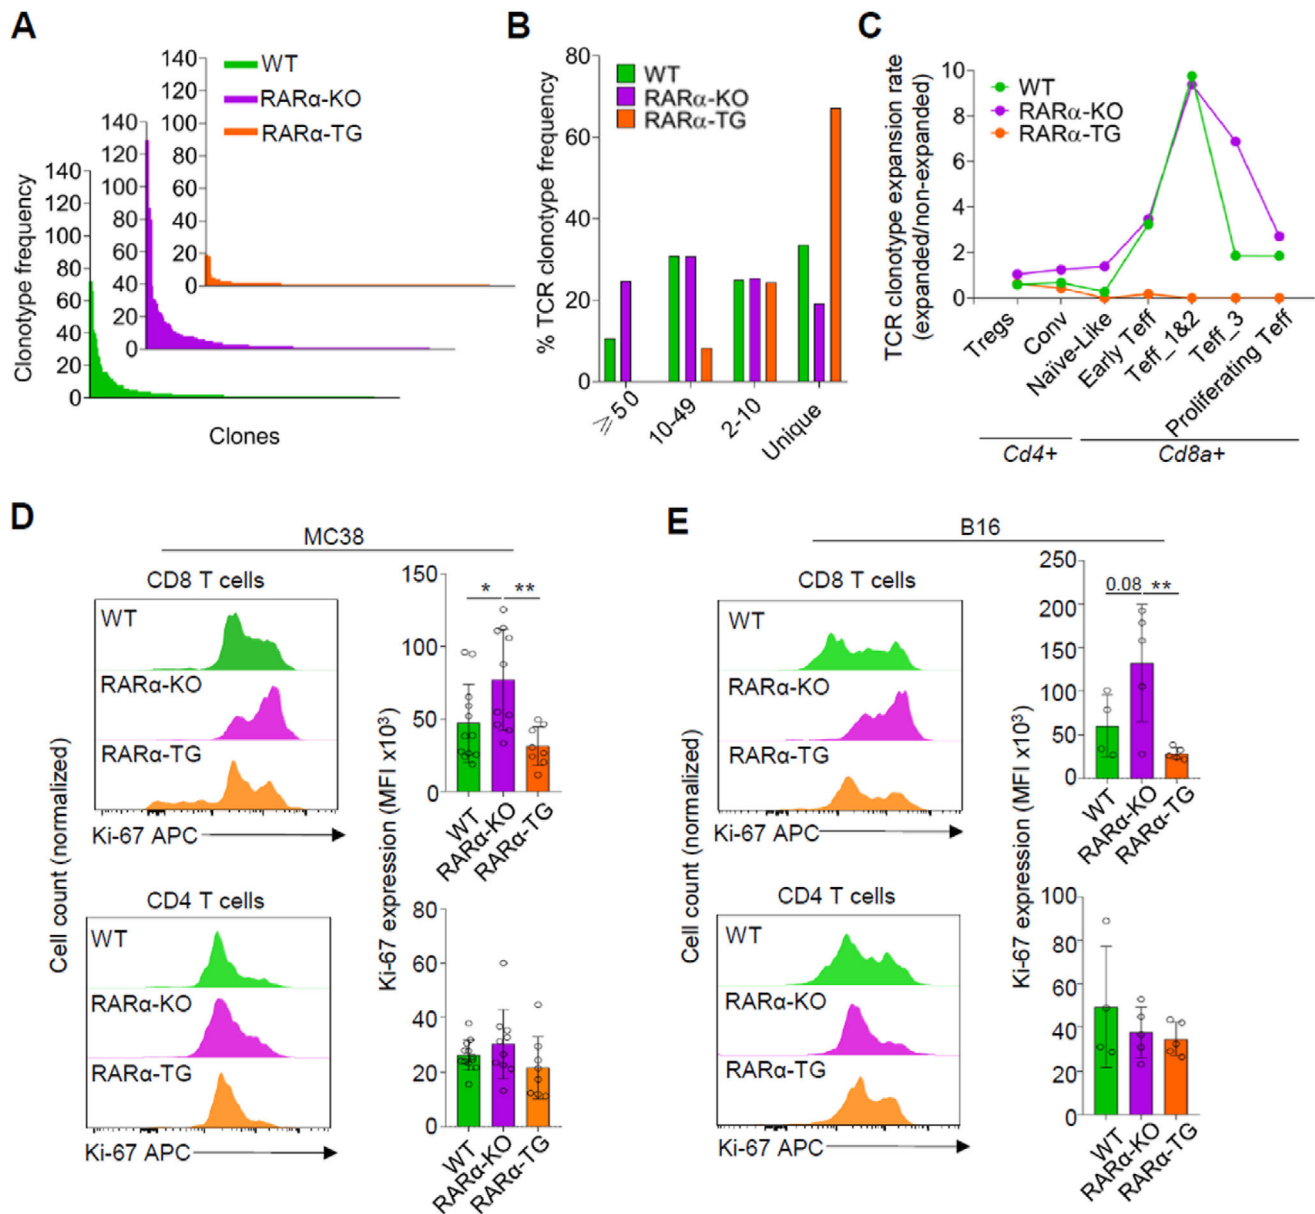 A
140
120
100
80
60
40
20
0
WT
RARα-KO
RARα-TG
140
120
100
80
60
40
20
0
140
120
100
80
60
40
20
0
Clonotype frequency
Clones
B
80
60
40
20
0
% TCR clonotype frequency
WT
RARα-KO
RARα-TG
⩾50
10-49
2-10
Unique
C
10
8
6
4
2
0
TCR clonotype expansion rate
(expanded/non-expanded)
WT
RARα-KO
RARα-TG
Tregs
Conv
Naïve-Like
Early Teff
Teff_1&2
Teff_3
Proliferating Teff
Cd4+
Cd8a+
D
MC38
CD8 T cells
WT
RARα-KO
RARα-TG
Ki-67 APC
CD4 T cells
WT
RARα-KO
RARα-TG
Ki-67 APC
Cell count (normalized)
150
100
50
0
* **
WT
RARα-KO
RARα-TG
80
60
40
20
0
WT
RARα-KO
RARα-TG
Ki-67 expression (MFI x10³)
E
B16
CD8 T cells
WT
RARα-KO
RARα-TG
Ki-67 APC
CD4 T cells
WT
RARα-KO
RARα-TG
Ki-67 APC
Cell count (normalized)
250
200
150
100
50
0
0.08 **
WT
RARα-KO
RARα-TG
100
80
60
40
20
0
WT
RARα-KO
RARα-TG
Ki-67 expression (MFI x10³)